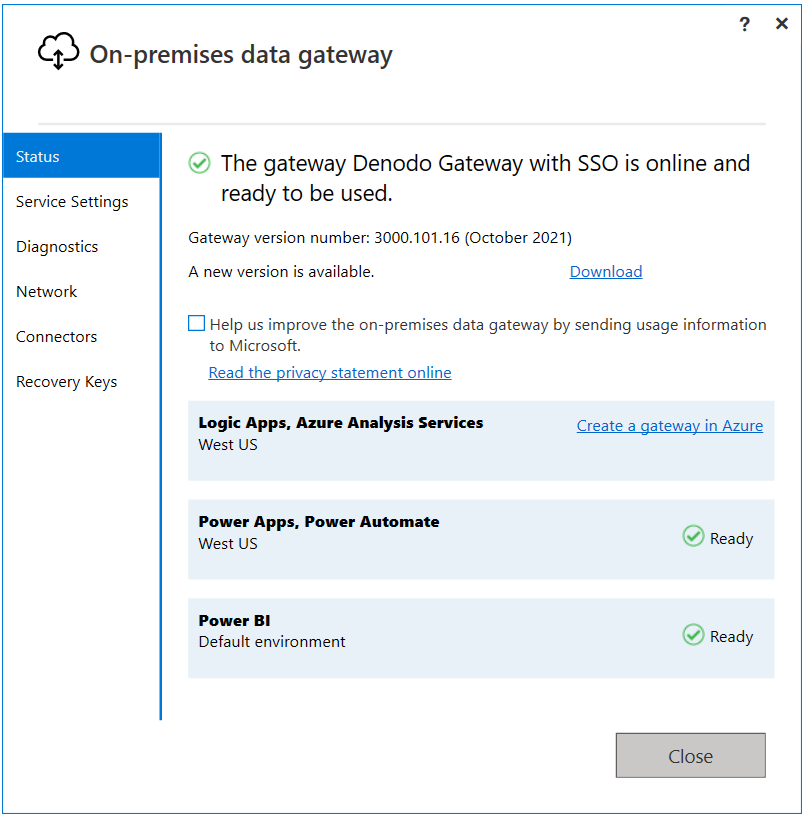 ?
On-premises data gateway
Status
Service Settings
Diagnostics
Network
Connectors
Recovery Keys
The gateway Denodo Gateway with SSO is online and
ready to be used.
Gateway version number: 3000.101.16 (October 2021)
A new version is available. Download
Help us improve the on-premises data gateway by sending usage information
to Microsoft.
Read the privacy statement online
Logic Apps, Azure Analysis Services
West US
Create a gateway in Azure
Power Apps, Power Automate
West US
Ready
Power BI
Default environment
Ready
Close